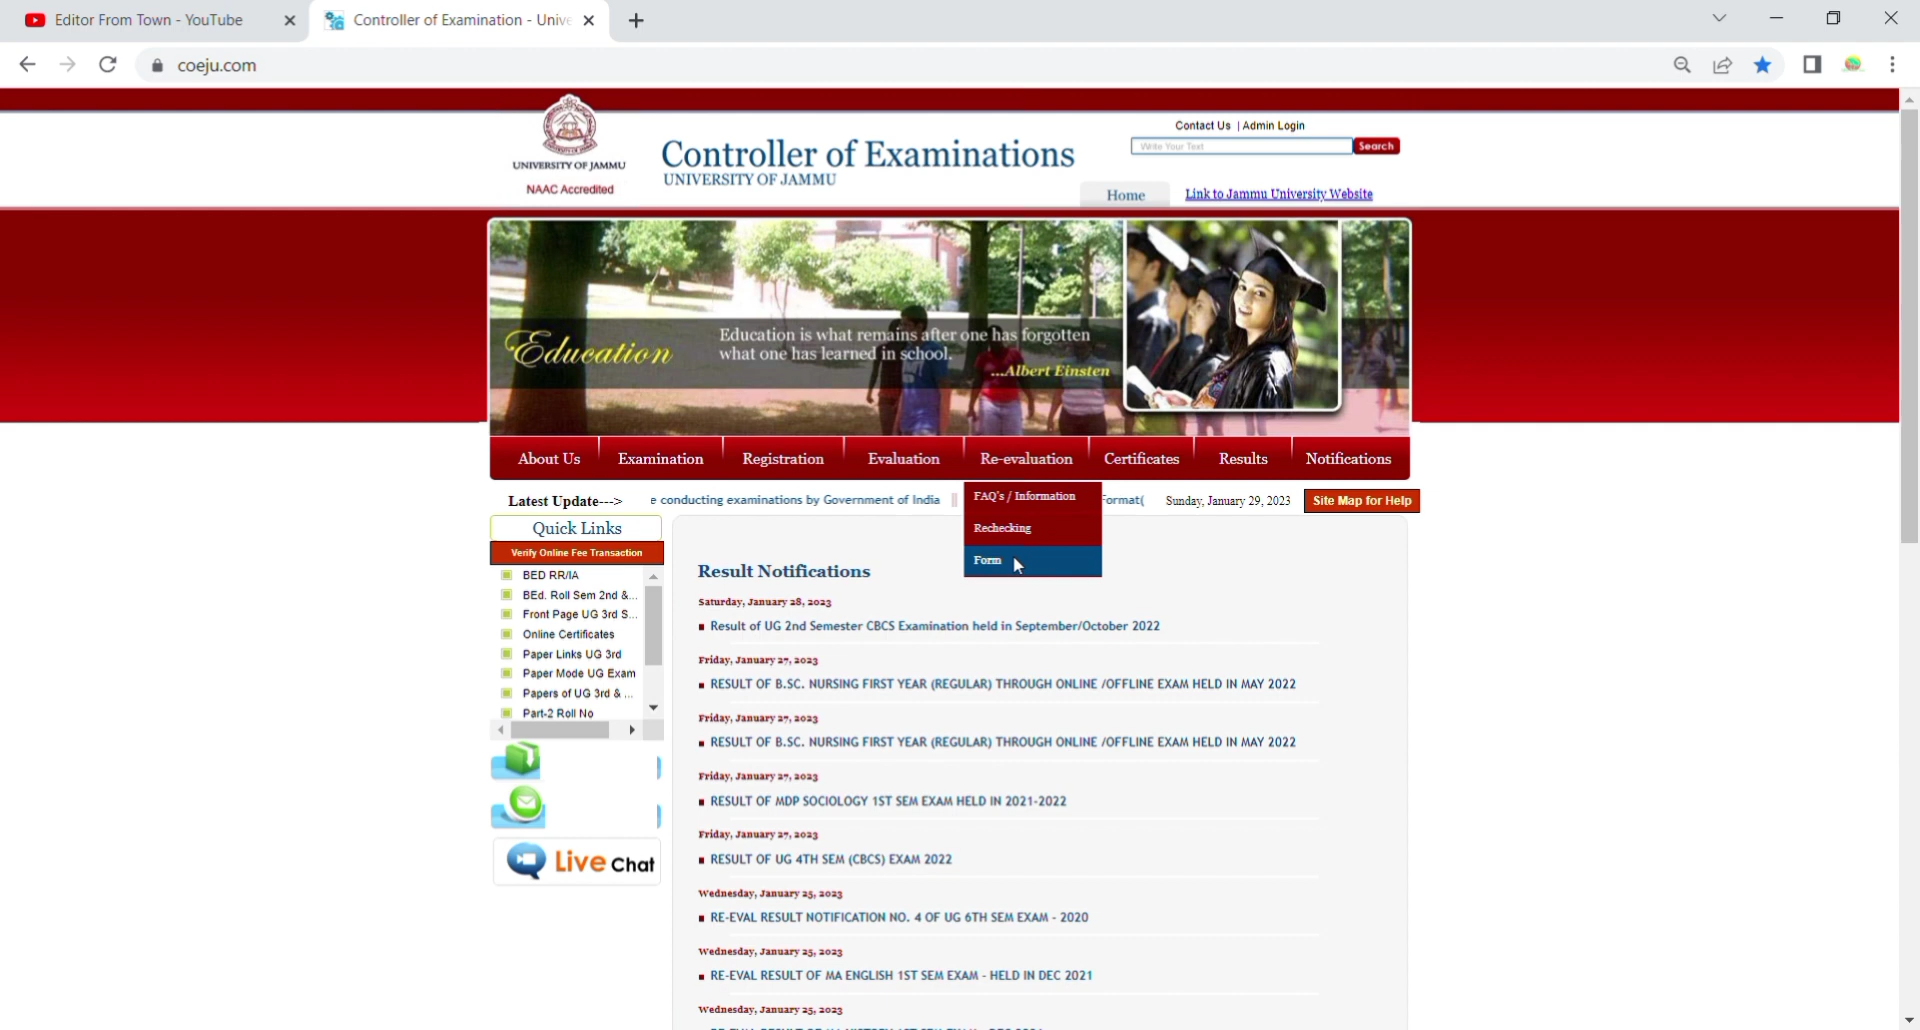 Editor From Town - YouTube
Controller of Examination - Unive
coeju.com
UNIVERSITY OF JAMMU
NAAC Accredited
Controller of Examinations
UNIVERSITY OF JAMMU
Contact Us | Admin Login
Write Your Text
Search
Home
Link to Jammu University Website
Education
Education is what remains after one has forgotten
what one has learned in school.
...Albert Einsten
About Us
Examination
Registration
Evaluation
Re-evaluation
Certificates
Results
Notifications
FAQ's / Information
Rechecking
Form
Latest Update--->
e conducting examinations by Government of India
Format(
Sunday, January 29, 2023
Site Map for Help
Quick Links
Verify Online Fee Transaction
BED RR/IA
BEd. Roll Sem 2nd &...
Front Page UG 3rd S...
Online Certificates
Paper Links UG 3rd
Paper Mode UG Exam
Papers of UG 3rd & ...
Part-2 Roll No
Live Chat
Result Notifications
Saturday, January 28, 2023
Result of UG 2nd Semester CBCS Examination held in September/October 2022
Friday, January 27, 2023
RESULT OF B.SC. NURSING FIRST YEAR (REGULAR) THROUGH ONLINE /OFFLINE EXAM HELD IN MAY 2022
Friday, January 27, 2023
RESULT OF B.SC. NURSING FIRST YEAR (REGULAR) THROUGH ONLINE /OFFLINE EXAM HELD IN MAY 2022
Friday, January 27, 2023
RESULT OF MDP SOCIOLOGY 1ST SEM EXAM HELD IN 2021-2022
Friday, January 27, 2023
RESULT OF UG 4TH SEM (CBCS) EXAM 2022
Wednesday, January 25, 2023
RE-EVAL RESULT NOTIFICATION NO. 4 OF UG 6TH SEM EXAM - 2020
Wednesday, January 25, 2023
RE-EVAL RESULT OF MA ENGLISH 1ST SEM EXAM - HELD IN DEC 2021
Wednesday, January 25, 2023